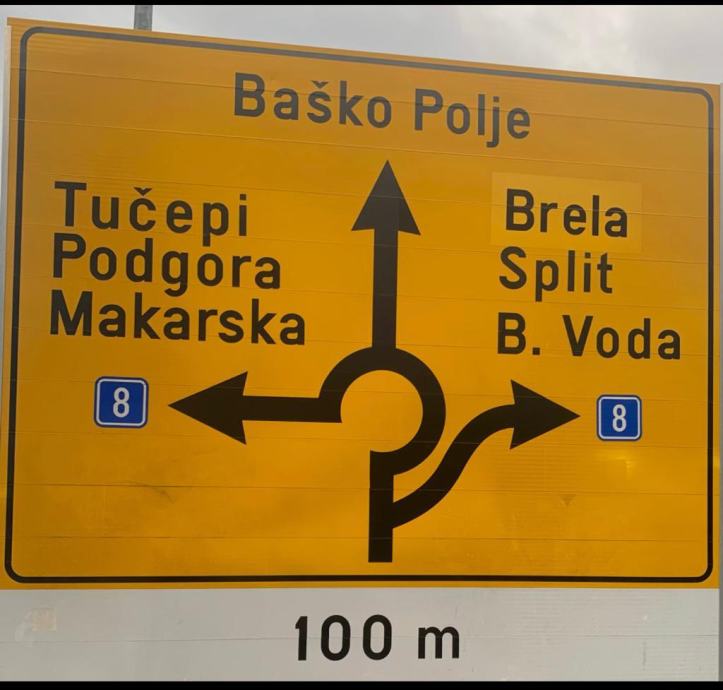 Baško Polje
Tučepi
Podgora
Makarska
8
Brela
Split
B. Voda
8
100 m